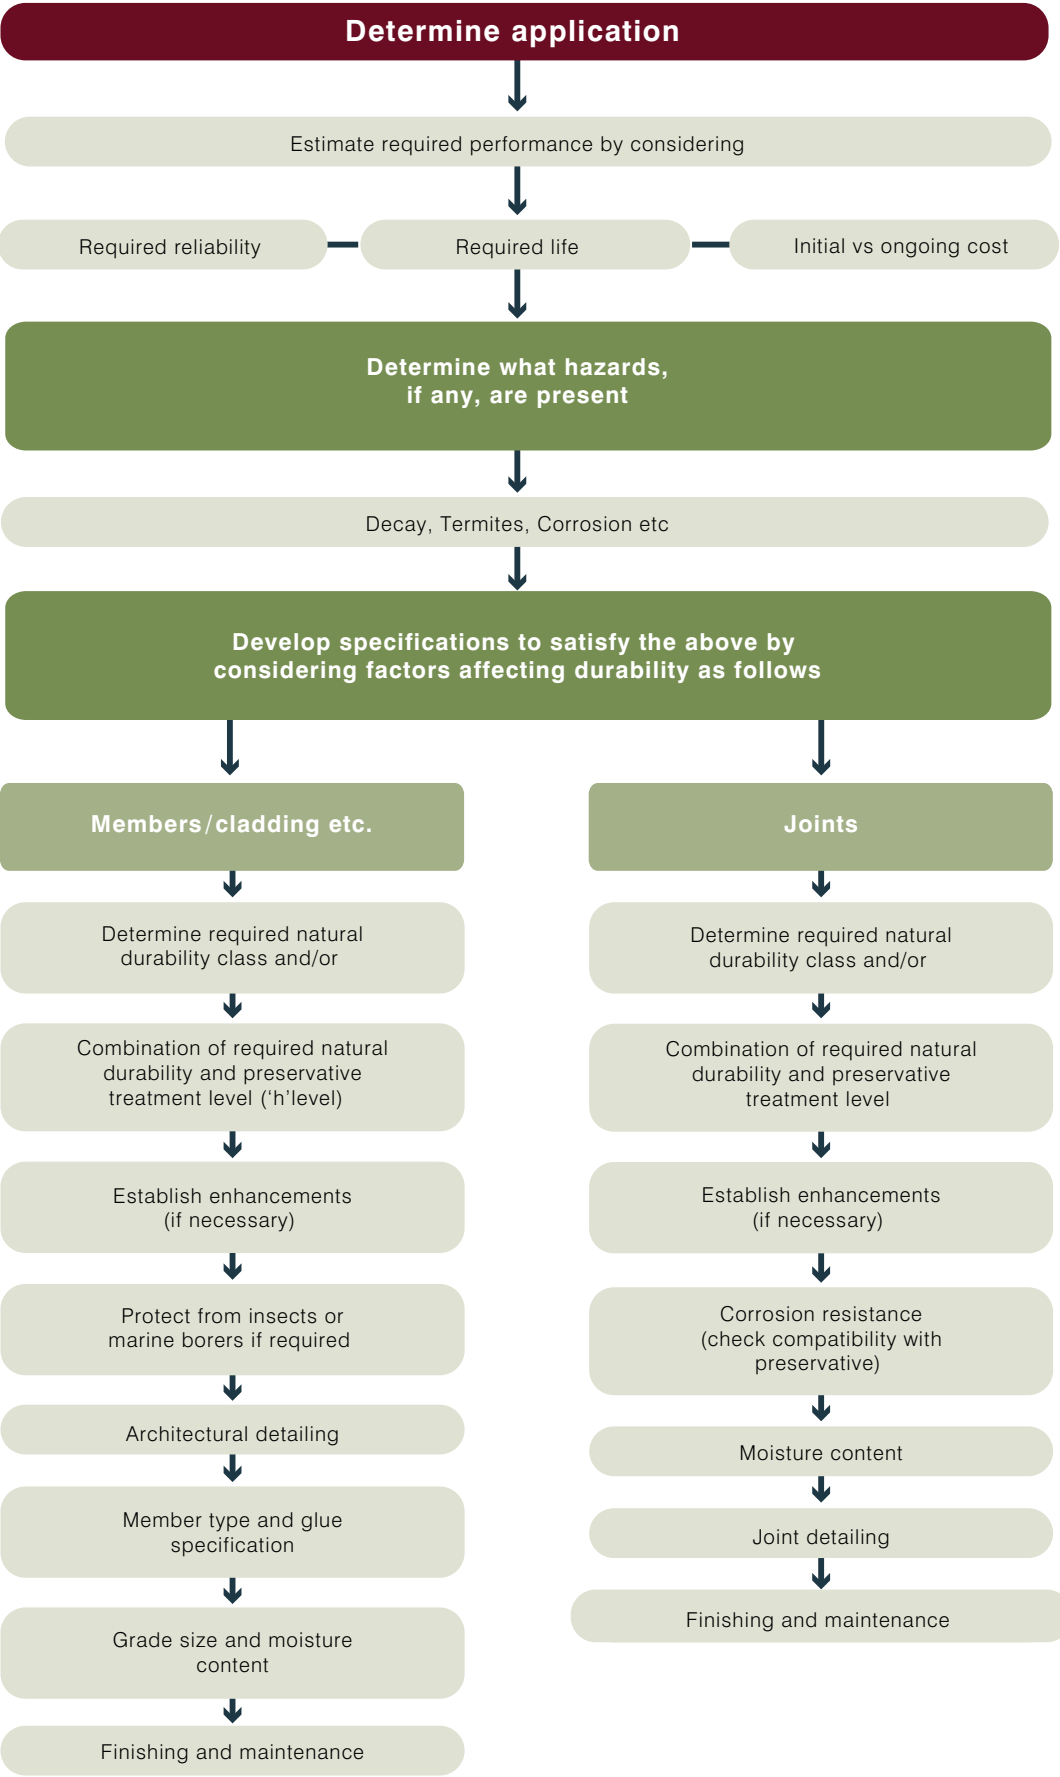 Determine application
Estimate required performance by considering
Required reliability
Required life
Initial vs ongoing cost
Determine what hazards,
if any, are present
Decay, Termites, Corrosion etc
Develop specifications to satisfy the above by
considering factors affecting durability as follows
Members/cladding etc.
Determine required natural
durability class and/or
Combination of required natural
durability and preservative
treatment level (‘h’level)
Establish enhancements
(if necessary)
Protect from insects or
marine borers if required
Architectural detailing
Member type and glue
specification
Grade size and moisture
content
Finishing and maintenance
Joints
Determine required natural
durability class and/or
Combination of required natural
durability and preservative
treatment level
Establish enhancements
(if necessary)
Corrosion resistance
(check compatibility with
preservative)
Moisture content
Joint detailing
Finishing and maintenance